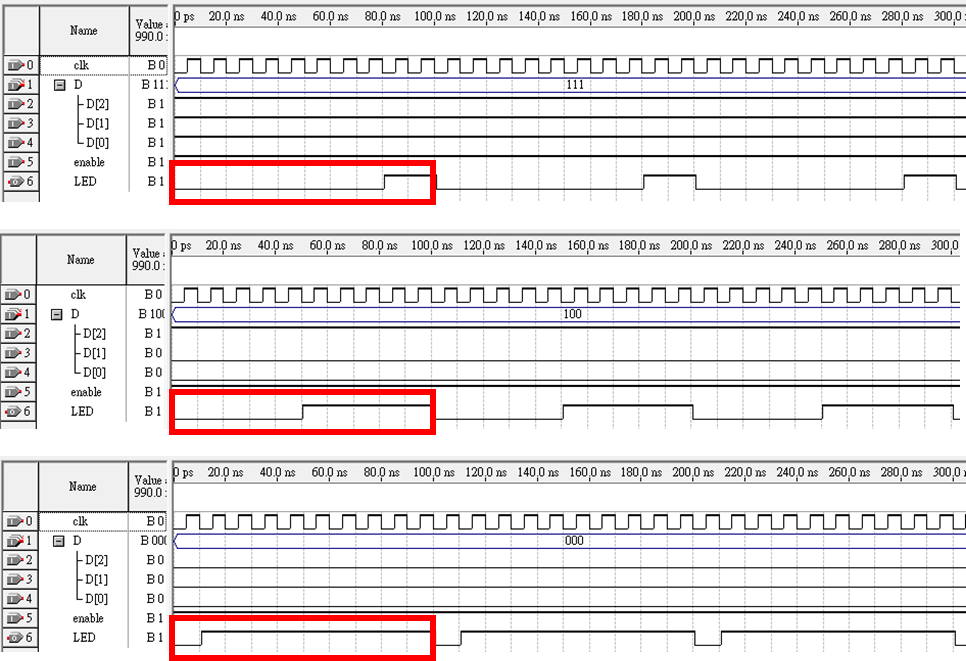 Name Value : 990.0 : 0 ps 20.0 ns 40.0 ns 60.0 ns 80.0 ns 100.0 ns 120.0 ns 140.0 ns 160.0 ns 180.0 ns 200.0 ns 220.0 ns 240.0 ns 260.0 ns 280.0 ns 300.0
0 clk B 0
1 D B 11 111
2 D[2] B 1
3 D[1] B 1
4 D[0] B 1
5 enable B 1
6 LED B 1
Name Value : 990.0 : 0 ps 20.0 ns 40.0 ns 60.0 ns 80.0 ns 100.0 ns 120.0 ns 140.0 ns 160.0 ns 180.0 ns 200.0 ns 220.0 ns 240.0 ns 260.0 ns 280.0 ns 300.0
0 clk B 0
1 D B 100 100
2 D[2] B 1
3 D[1] B 0
4 D[0] B 0
5 enable B 1
6 LED B 1
Name Value : 990.0 : 0 ps 20.0 ns 40.0 ns 60.0 ns 80.0 ns 100.0 ns 120.0 ns 140.0 ns 160.0 ns 180.0 ns 200.0 ns 220.0 ns 240.0 ns 260.0 ns 280.0 ns 300.0
0 clk B 0
1 D B 000 000
2 D[2] B 0
3 D[1] B 0
4 D[0] B 0
5 enable B 1
6 LED B 1